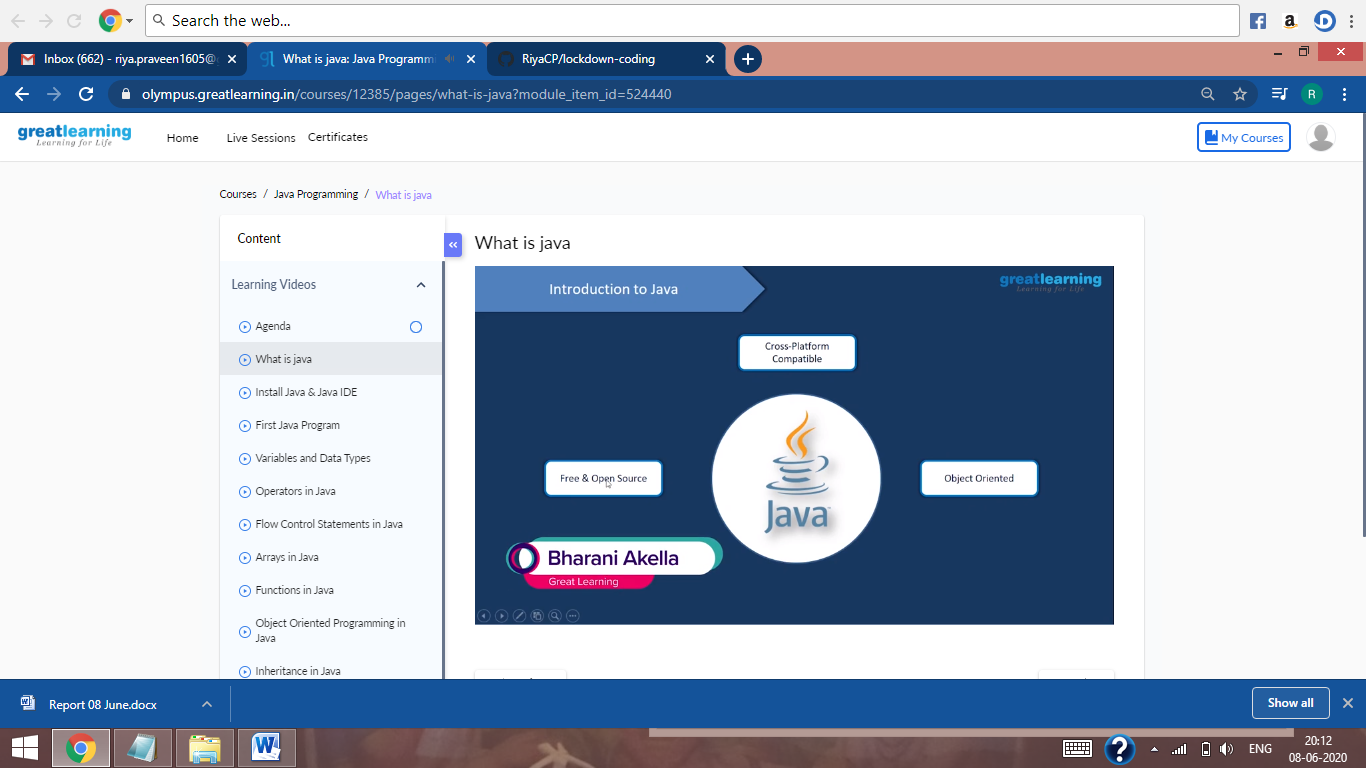 Search the web...
Inbox (662) - riya.praveen1605@
What is java: Java Programm
RiyaCP/lockdown-coding
olympus.greatlearning.in/courses/12385/pages/what-is-java?module_item_id=524440
R
greatlearning
Learning for Life
Home
Live Sessions
Certificates
My Courses
Courses / Java Programming / What is java
Content
What is java
Learning Videos
Agenda
What is java
Install Java & Java IDE
First Java Program
Variables and Data Types
Operators in Java
Flow Control Statements in Java
Arrays in Java
Functions in Java
Object Oriented Programming in
Java
Inheritance in Java
Introduction to Java
greatlearning
Learning for Life
Cross-Platform
Compatible
Free & Open Source
Java
Object Oriented
Bharani Akella
Great Learning
Report 08 June.docx
Show all
ENG
20:12
08-06-2020